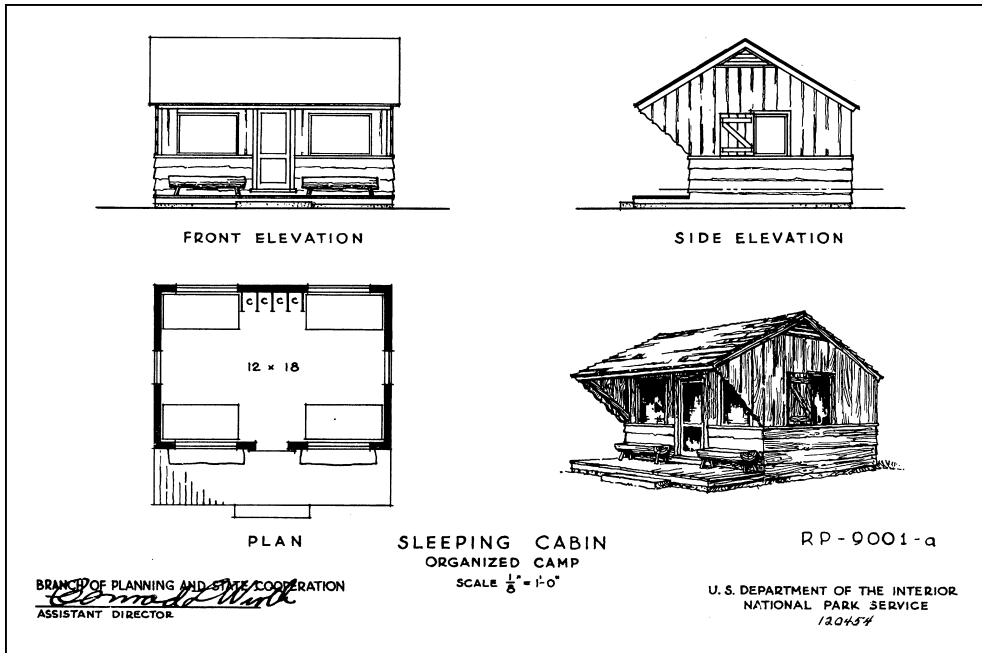 FRONT ELEVATION
SIDE ELEVATION
C C C C
12 x 18
PLAN
SLEEPING CABIN
ORGANIZED CAMP
SCALE 1/8" = 1'-0"
RP-9001-a
BRANCH OF PLANNING AND STATE COOPERATION
Conrad L Wirth
ASSISTANT DIRECTOR
U.S. DEPARTMENT OF THE INTERIOR
NATIONAL PARK SERVICE
120454